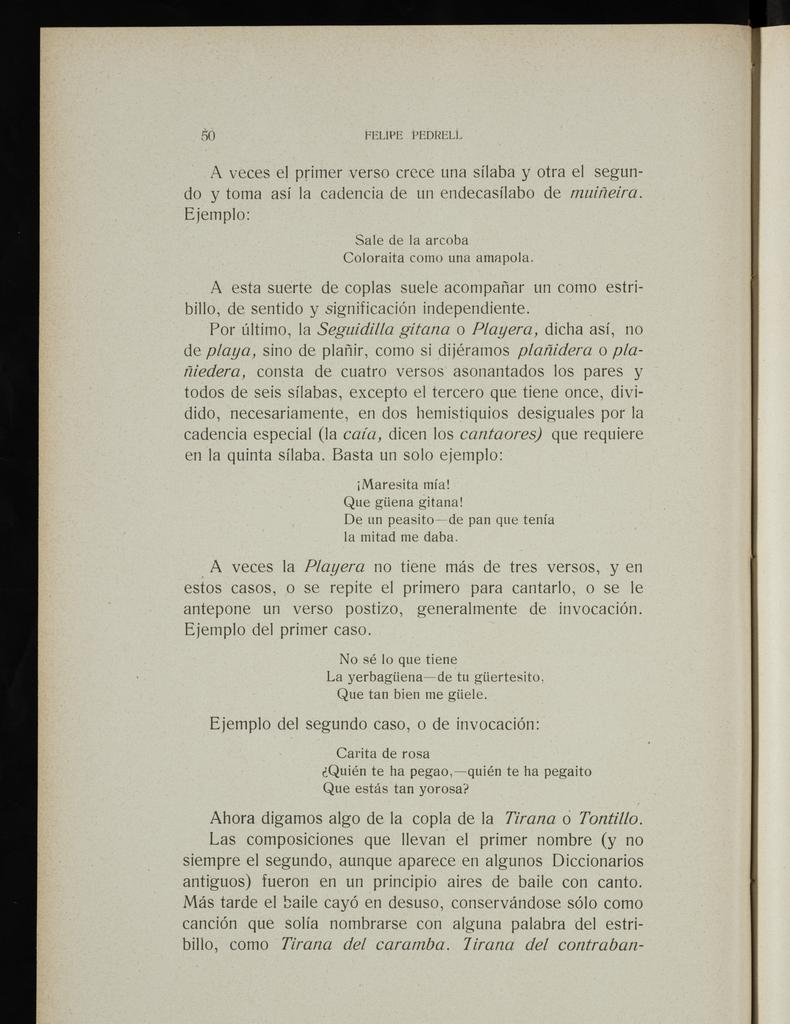 50 FELIPE PEDRELL
A veces el primer verso crece una sílaba y otra el segun-
do y toma así la cadencia de un endecasílabo de muiñeira.
Ejemplo:
Sale de la arcoba
Coloraita como una amapola.
A esta suerte de coplas suele acompañar un como estri-
billo, de sentido y significación independiente.
Por último, la Seguidilla gitana o Playera, dicha así, no
de playa, sino de plañir, como si dijéramos plañidera o pla-
ñiedera, consta de cuatro versos asonantados los pares y
todos de seis sílabas, excepto el tercero que tiene once, divi-
dido, necesariamente, en dos hemistiquios desiguales por la
cadencia especial (la caía, dicen los cantaores) que requiere
en la quinta sílaba. Basta un solo ejemplo:
¡Maresita mía!
Que güena gitana!
De un peasito—de pan que tenía
la mitad me daba.
A veces la Playera no tiene más de tres versos, y en
estos casos, o se repite el primero para cantarlo, o se le
antepone un verso postizo, generalmente de invocación.
Ejemplo del primer caso.
No sé lo que tiene
La yerbagüena—de tu güertesito,
Que tan bien me güele.
Ejemplo del segundo caso, o de invocación:
Carita de rosa
¿Quién te ha pegao,—quién te ha pegaito
Que estás tan yorosa?
Ahora digamos algo de la copla de la Tirana o Tontillo.
Las composiciones que llevan el primer nombre (y no
siempre el segundo, aunque aparece en algunos Diccionarios
antiguos) fueron en un principio aires de baile con canto.
Más tarde el baile cayó en desuso, conservándose sólo como
canción que solía nombrarse con alguna palabra del estri-
billo, como Tirana del caramba. Tirana del contraban-